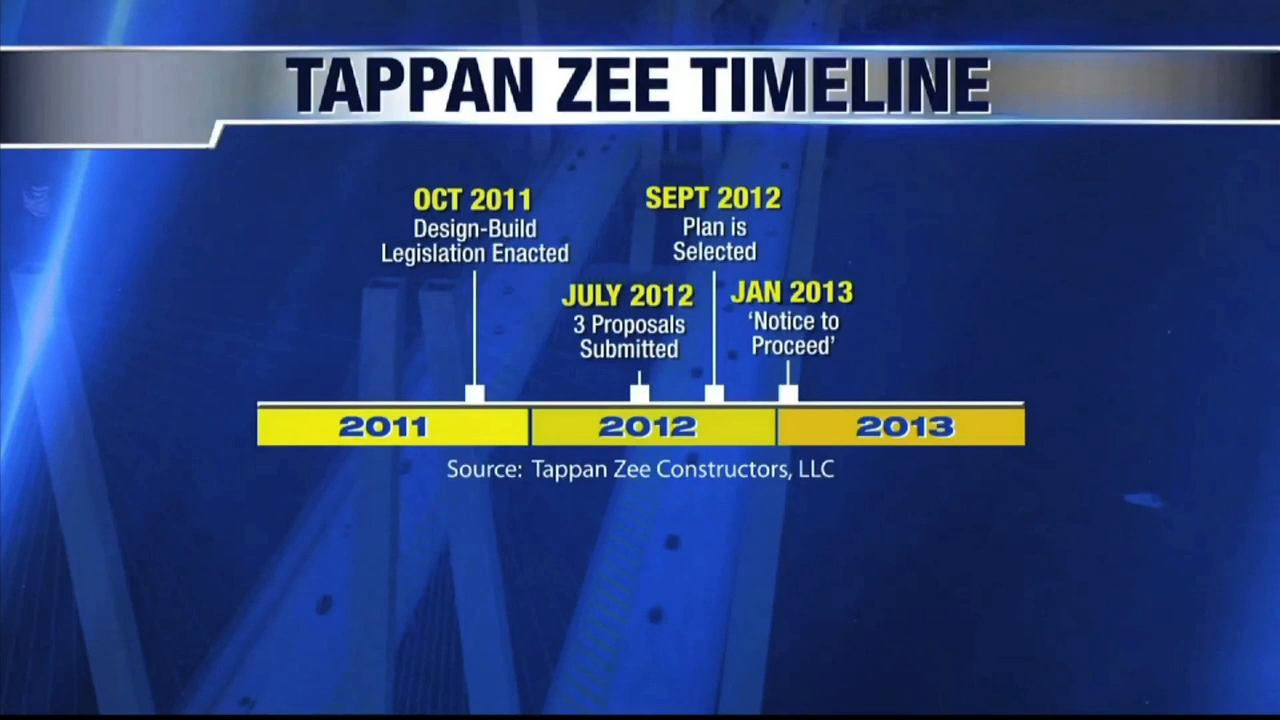 TAPPAN ZEE TIMELINE
OCT 2011
Design-Build
Legislation Enacted
JULY 2012
3 Proposals
Submitted
SEPT 2012
Plan is
Selected
JAN 2013
‘Notice to
Proceed’
2011
2012
2013
Source: Tappan Zee Constructors, LLC